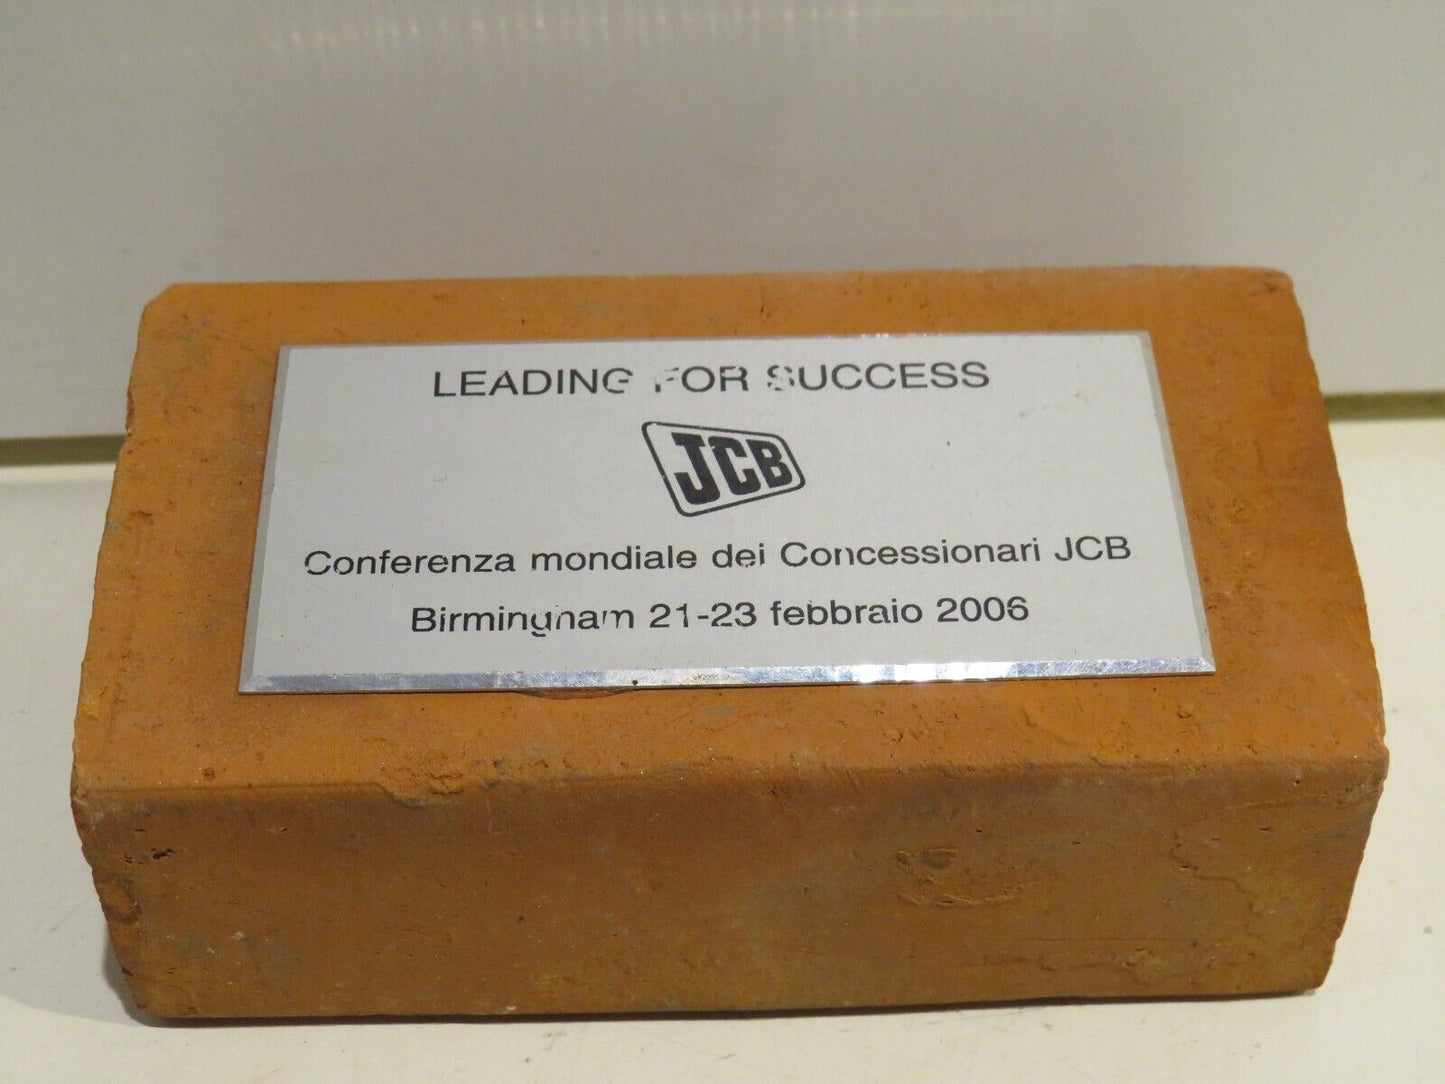 LEADING FOR SUCCESS
JCB
Conferenza mondiale dei Concessionari JCB
Birmingham 21-23 febbraio 2006